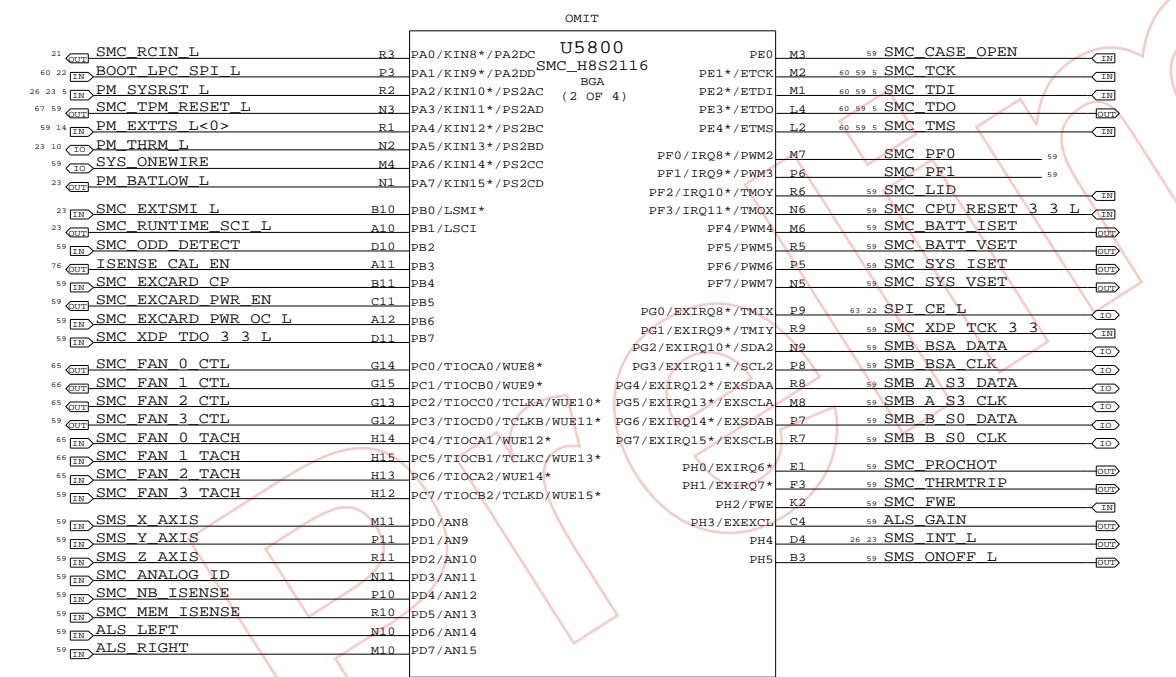 OMIT
U5800
SMC_H8S2116
BGA
(2 OF 4)
21 OUT SMC_RCIN_L R3 PA0/KIN8*/PA2DC
60 22 IN BOOT_LPC_SPI_L P3 PA1/KIN9*/PA2DD
26 23 5 IN PM_SYSRST_L R2 PA2/KIN10*/PS2AC
67 59 OUT SMC_TPM_RESET_L N3 PA3/KIN11*/PS2AD
59 14 IN PM_EXTTS_L<0> R1 PA4/KIN12*/PS2BC
23 10 IO PM_THRM_L N2 PA5/KIN13*/PS2BD
59 IO SYS_ONEWIRE M4 PA6/KIN14*/PS2CC
23 OUT PM_BATLOW_L N1 PA7/KIN15*/PS2CD
23 IN SMC_EXTSMI_L B10 PB0/LSMI*
23 OUT SMC_RUNTIME_SCI_L A10 PB1/LSCI
59 IN SMC_ODD_DETECT D10 PB2
76 OUT ISENSE_CAL_EN A11 PB3
59 IN SMC_EXCARD_CP B11 PB4
59 OUT SMC_EXCARD_PWR_EN C11 PB5
59 IN SMC_EXCARD_PWR_OC_L A12 PB6
59 IN SMC_XDP_TDO_3_3_L D11 PB7
65 OUT SMC_FAN_0_CTL G14 PC0/TIOCA0/WUE8*
66 OUT SMC_FAN_1_CTL G15 PC1/TIOCB0/WUE9*
65 OUT SMC_FAN_2_CTL G13 PC2/TIOCC0/TCLKA/WUE10*
59 OUT SMC_FAN_3_CTL G12 PC3/TIOCD0/TCLKB/WUE11*
65 IN SMC_FAN_0_TACH H14 PC4/TIOCA1/WUE12*
66 IN SMC_FAN_1_TACH H15 PC5/TIOCB1/TCLKC/WUE13*
65 IN SMC_FAN_2_TACH H13 PC6/TIOCA2/WUE14*
59 IN SMC_FAN_3_TACH H12 PC7/TIOCB2/TCLKD/WUE15*
59 IN SMS_X_AXIS M11 PD0/AN8
59 IN SMS_Y_AXIS P11 PD1/AN9
59 IN SMS_Z_AXIS R11 PD2/AN10
59 IN SMC_ANALOG_ID N11 PD3/AN11
59 IN SMC_NB_ISENSE P10 PD4/AN12
59 IN SMC_MEM_ISENSE R10 PD5/AN13
59 IN ALS_LEFT N10 PD6/AN14
59 IN ALS_RIGHT M10 PD7/AN15
PE0 M3 59 SMC_CASE_OPEN IN
PE1*/ETCK M2 60 59 5 SMC_TCK IN
PE2*/ETDI M1 60 59 5 SMC_TDI IN
PE3*/ETDO L4 60 59 5 SMC_TDO OUT
PE4*/ETMS L2 60 59 5 SMC_TMS IN
PF0/IRQ8*/PWM2 M7 SMC_PF0 59
PF1/IRQ9*/PWM3 P6 SMC_PF1 59
PF2/IRQ10*/TMOY R6 59 SMC_LID IN
PF3/IRQ11*/TMOX N6 59 SMC_CPU_RESET_3_3_L IN
PF4/PWM4 M6 59 SMC_BATT_ISET OUT
PF5/PWM5 R5 59 SMC_BATT_VSET OUT
PF6/PWM6 P5 59 SMC_SYS_ISET OUT
PF7/PWM7 N5 59 SMC_SYS_VSET OUT
PG0/EXIRQ8*/TMIX P9 63 22 SPI_CE_L IO
PG1/EXIRQ9*/TMIY R9 59 SMC_XDP_TCK_3_3 IN
PG2/EXIRQ10*/SDA2 N9 59 SMB_BSA_DATA IO
PG3/EXIRQ11*/SCL2 P8 59 SMB_BSA_CLK IO
PG4/EXIRQ12*/EXSDAA R8 59 SMB_A_S3_DATA IO
PG5/EXIRQ13*/EXSCLA M8 59 SMB_A_S3_CLK IO
PG6/EXIRQ14*/EXSDAB P7 59 SMB_B_S0_DATA IO
PG7/EXIRQ15*/EXSCLB R7 59 SMB_B_S0_CLK IO
PH0/EXIRQ6* E1 59 SMC_PROCHOT OUT
PH1/EXIRQ7* F3 59 SMC_THRMTRIP OUT
PH2/FWE K2 59 SMC_FWE IN
PH3/EXEXCL C4 59 ALS_GAIN OUT
PH4 D4 26 23 SMS_INT_L OUT
PH5 B3 59 SMS_ONOFF_L OUT